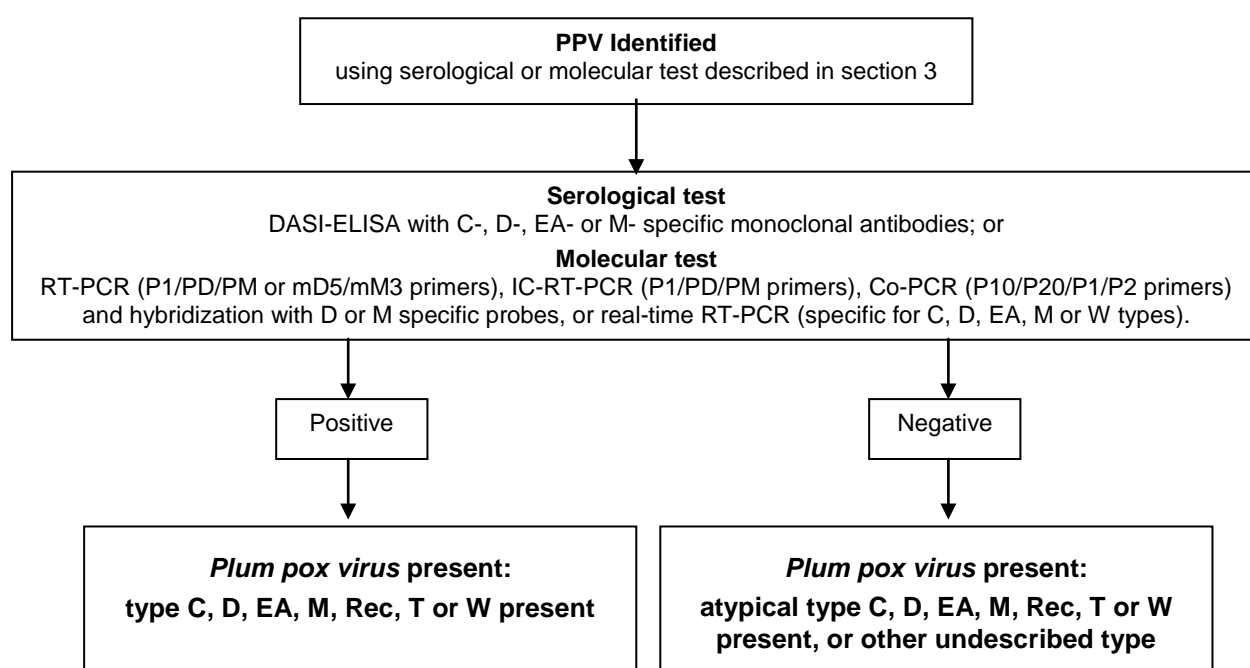 PPV Identified
using serological or molecular test described in section 3
Serological test
DASI-ELISA with C-, D-, EA- or M- specific monoclonal antibodies; or
Molecular test
RT-PCR (P1/PD/PM or mD5/mM3 primers), IC-RT-PCR (P1/PD/PM primers), Co-PCR (P10/P20/P1/P2 primers)
and hybridization with D or M specific probes, or real-time RT-PCR (specific for C, D, EA, M or W types).
Positive
Negative
Plum pox virus present:
type C, D, EA, M, Rec, T or W present
Plum pox virus present:
atypical type C, D, EA, M, Rec, T or W
present, or other undescribed type